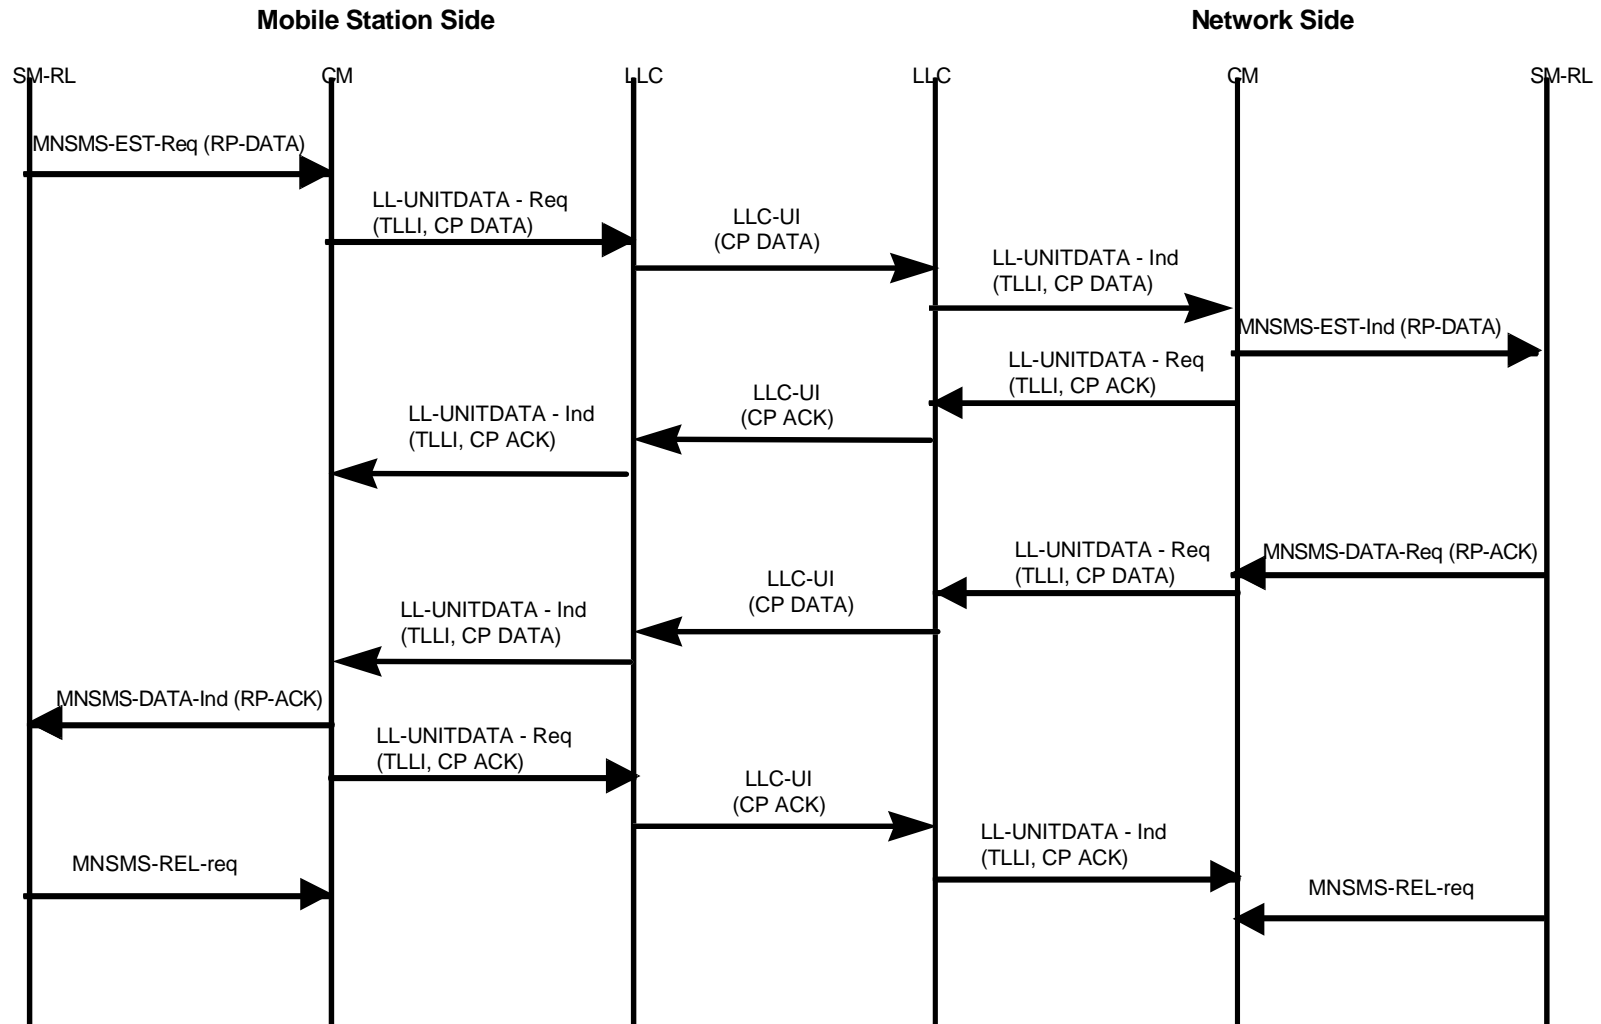 Mobile Station Side
Network Side
SM-RL
CM
LLC
LLC
CM
SM-RL
MNSMS-EST-Req (RP-DATA)
LL-UNITDATA - Req
(TLLI, CP DATA)
LLC-UI
(CP DATA)
LL-UNITDATA - Ind
(TLLI, CP DATA)
MNSMS-EST-Ind (RP-DATA)
LL-UNITDATA - Req
(TLLI, CP ACK)
LLC-UI
(CP ACK)
LL-UNITDATA - Ind
(TLLI, CP ACK)
MNSMS-DATA-Req (RP-ACK)
LL-UNITDATA - Req
(TLLI, CP DATA)
LLC-UI
(CP DATA)
LL-UNITDATA - Ind
(TLLI, CP DATA)
MNSMS-DATA-Ind (RP-ACK)
LL-UNITDATA - Req
(TLLI, CP ACK)
LLC-UI
(CP ACK)
LL-UNITDATA - Ind
(TLLI, CP ACK)
MNSMS-REL-req
MNSMS-REL-req